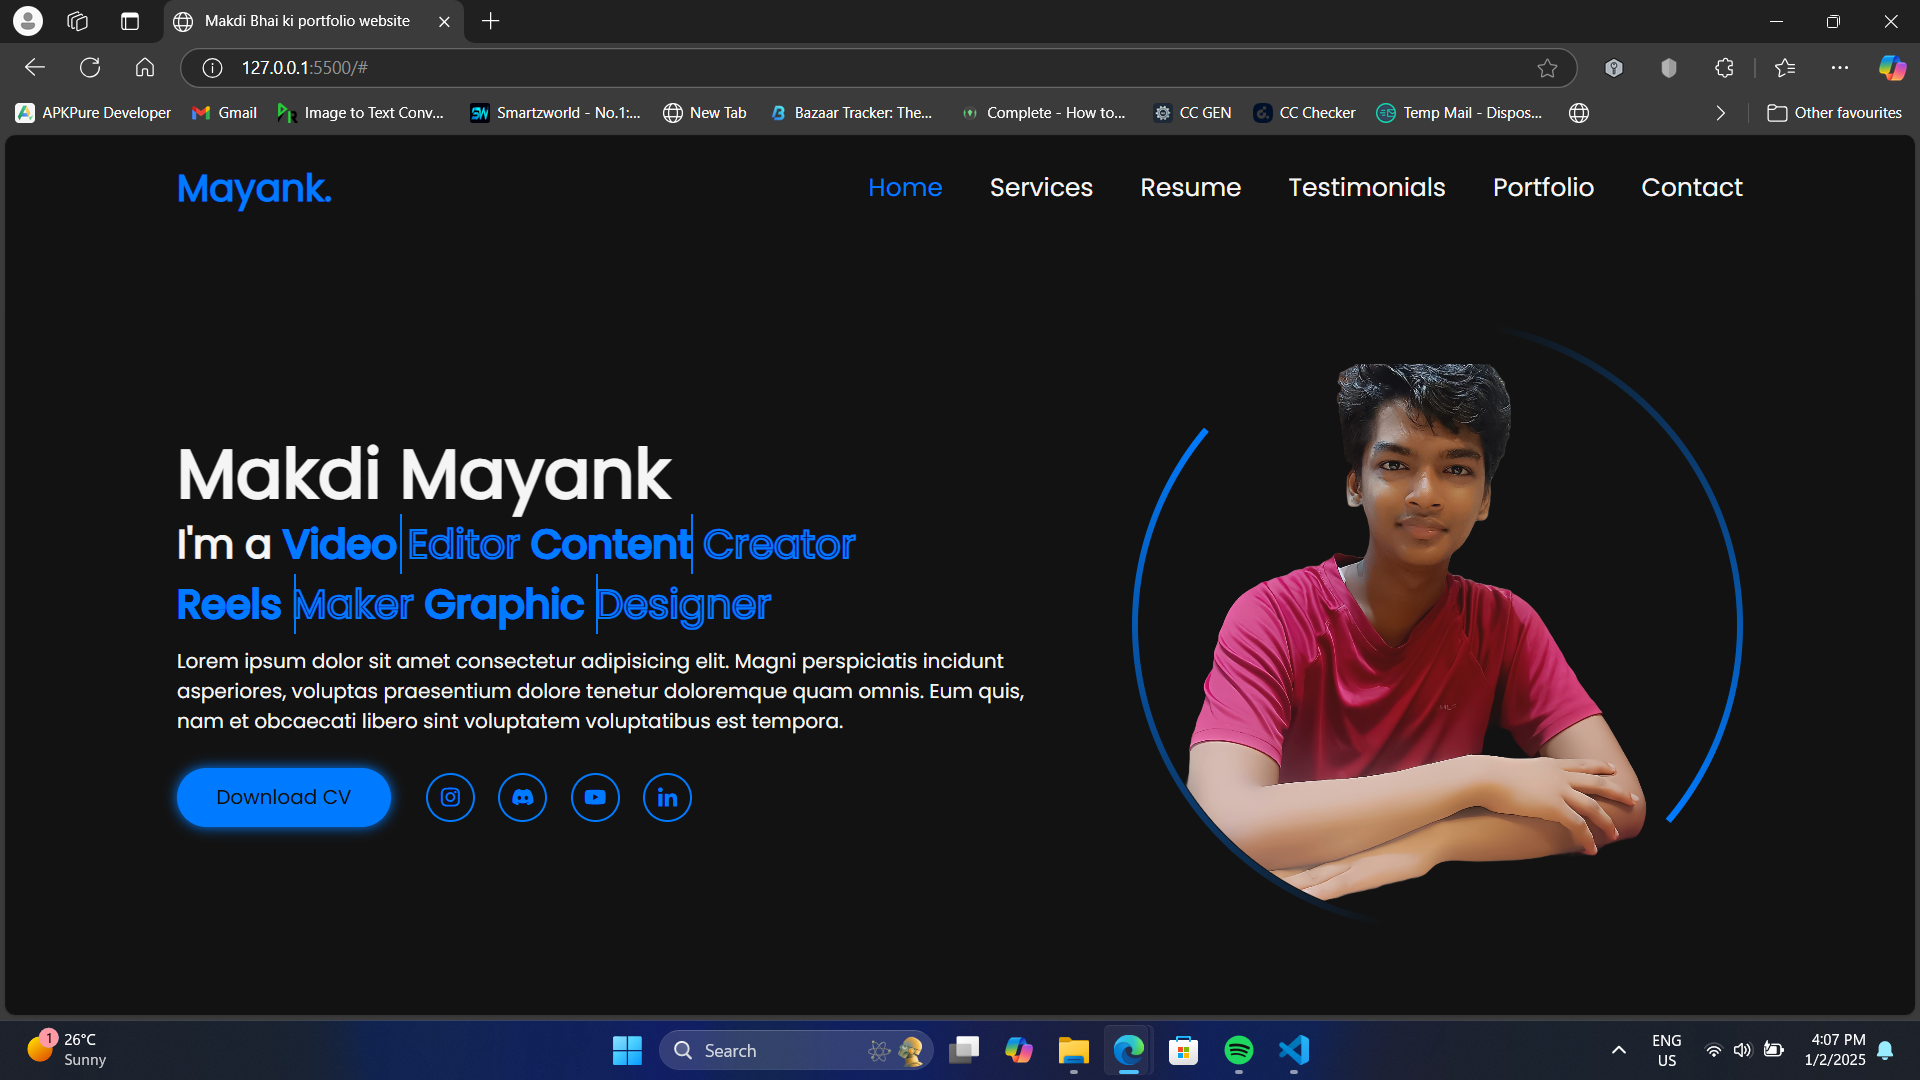 Makdi Bhai ki portfolio website
127.0.0.1:5500/#
APKPure Developer Gmail Image to Text Conv... Smartzworld - No.1:... New Tab Bazaar Tracker: The... Complete - How to... CC GEN CC Checker Temp Mail - Dispos... Other favourites
Mayank. Home Services Resume Testimonials Portfolio Contact
Makdi Mayank
I'm a Video Editor Content Creator
Reels Maker Graphic Designer
Lorem ipsum dolor sit amet consectetur adipisicing elit. Magni perspiciatis incidunt
asperiores, voluptas praesentium dolore tenetur doloremque quam omnis. Eum quis,
nam et obcaecati libero sint voluptatem voluptatibus est tempora.
Download CV
1 26°C
Sunny
Search
ENG
US
4:07 PM
1/2/2025